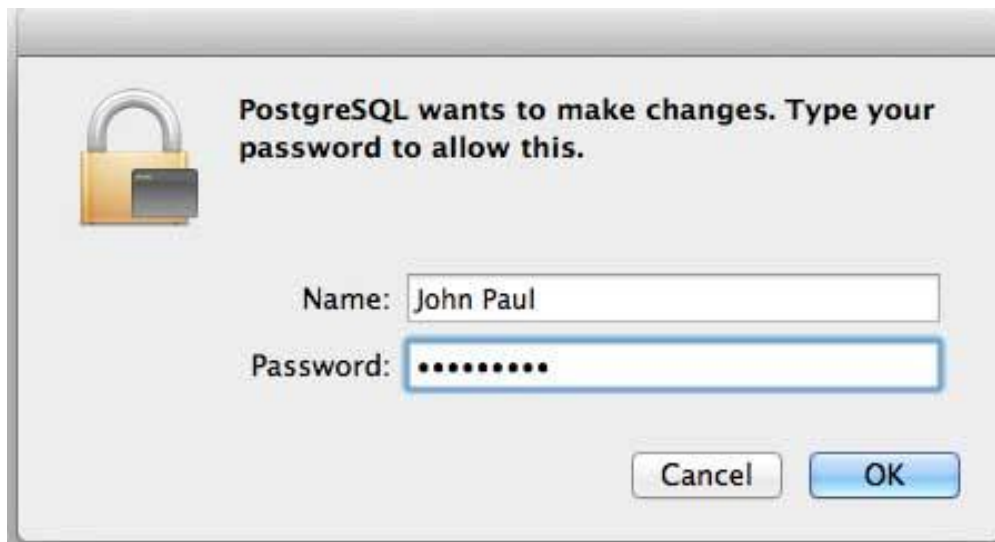 PostgreSQL wants to make changes. Type your
password to allow this.
Name: John Paul
Password: •••••••••
Cancel OK